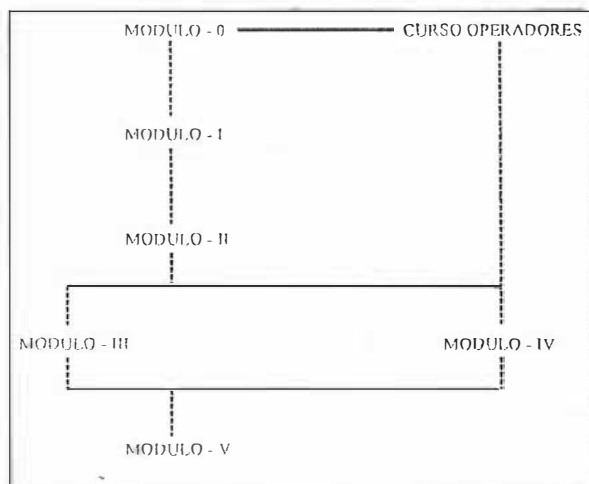 MODULO - 0 CURSO OPERADORES
MODULO - I
MODULO - II
MODULO - III MODULO - IV
MODULO - V